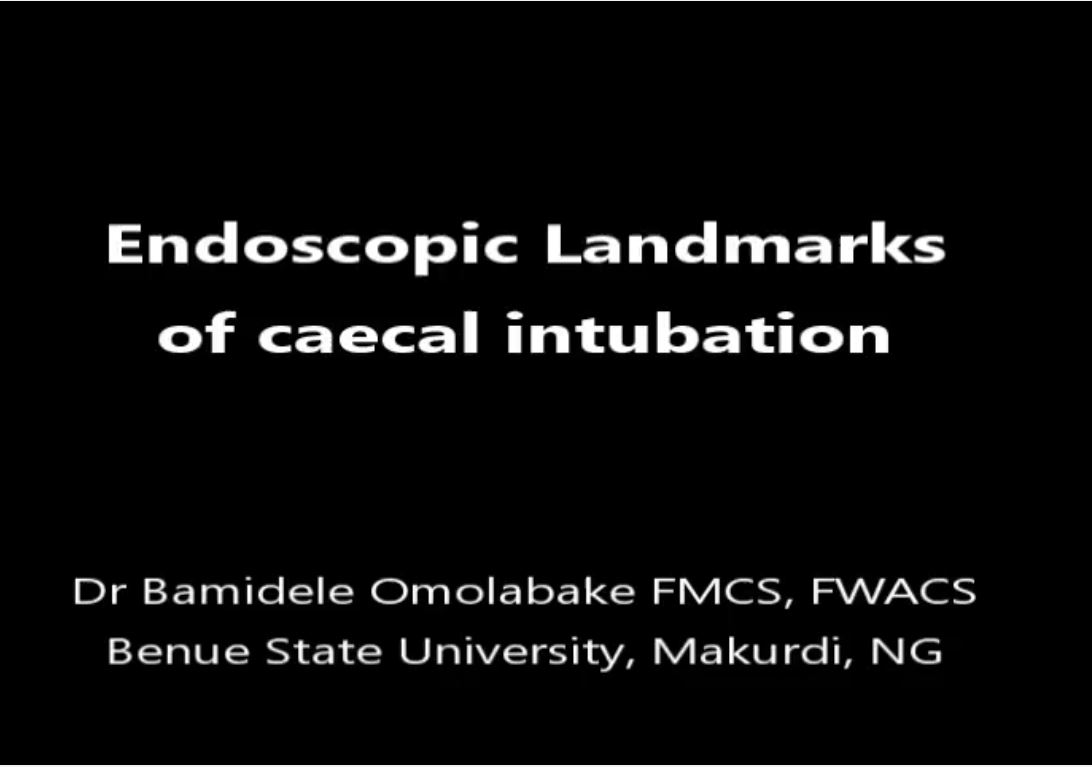 Endoscopic Landmarks
of caecal intubation
Dr Bamidele Omolabake FMCS, FWACS
Benue State University, Makurdi, NG